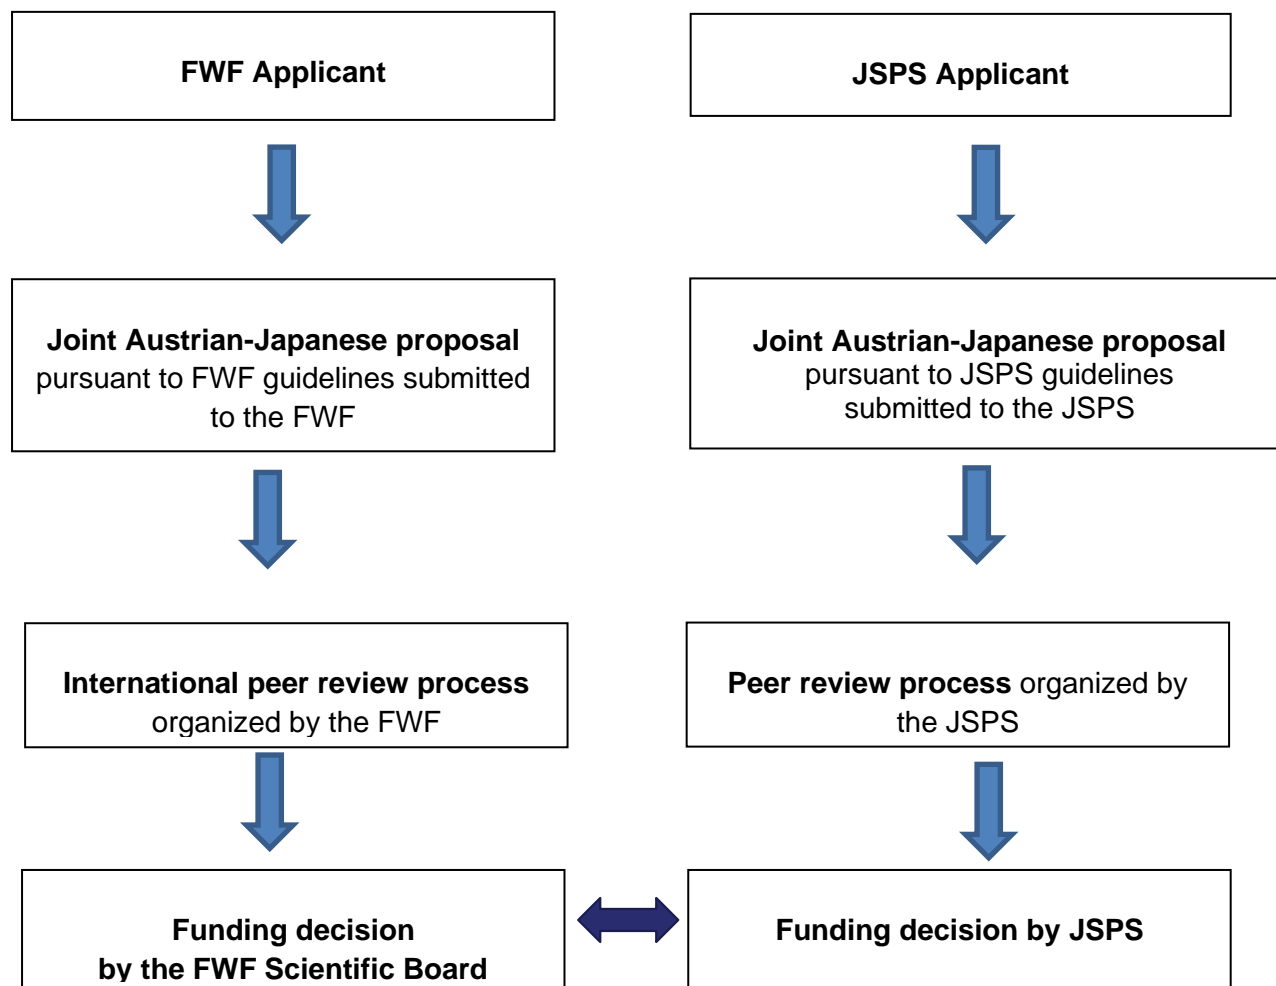 FWF Applicant
JSPS Applicant
Joint Austrian-Japanese proposal
pursuant to FWF guidelines submitted
to the FWF
Joint Austrian-Japanese proposal
pursuant to JSPS guidelines
submitted to the JSPS
International peer review process
organized by the FWF
Peer review process organized by
the JSPS
Funding decision
by the FWF Scientific Board
Funding decision by JSPS